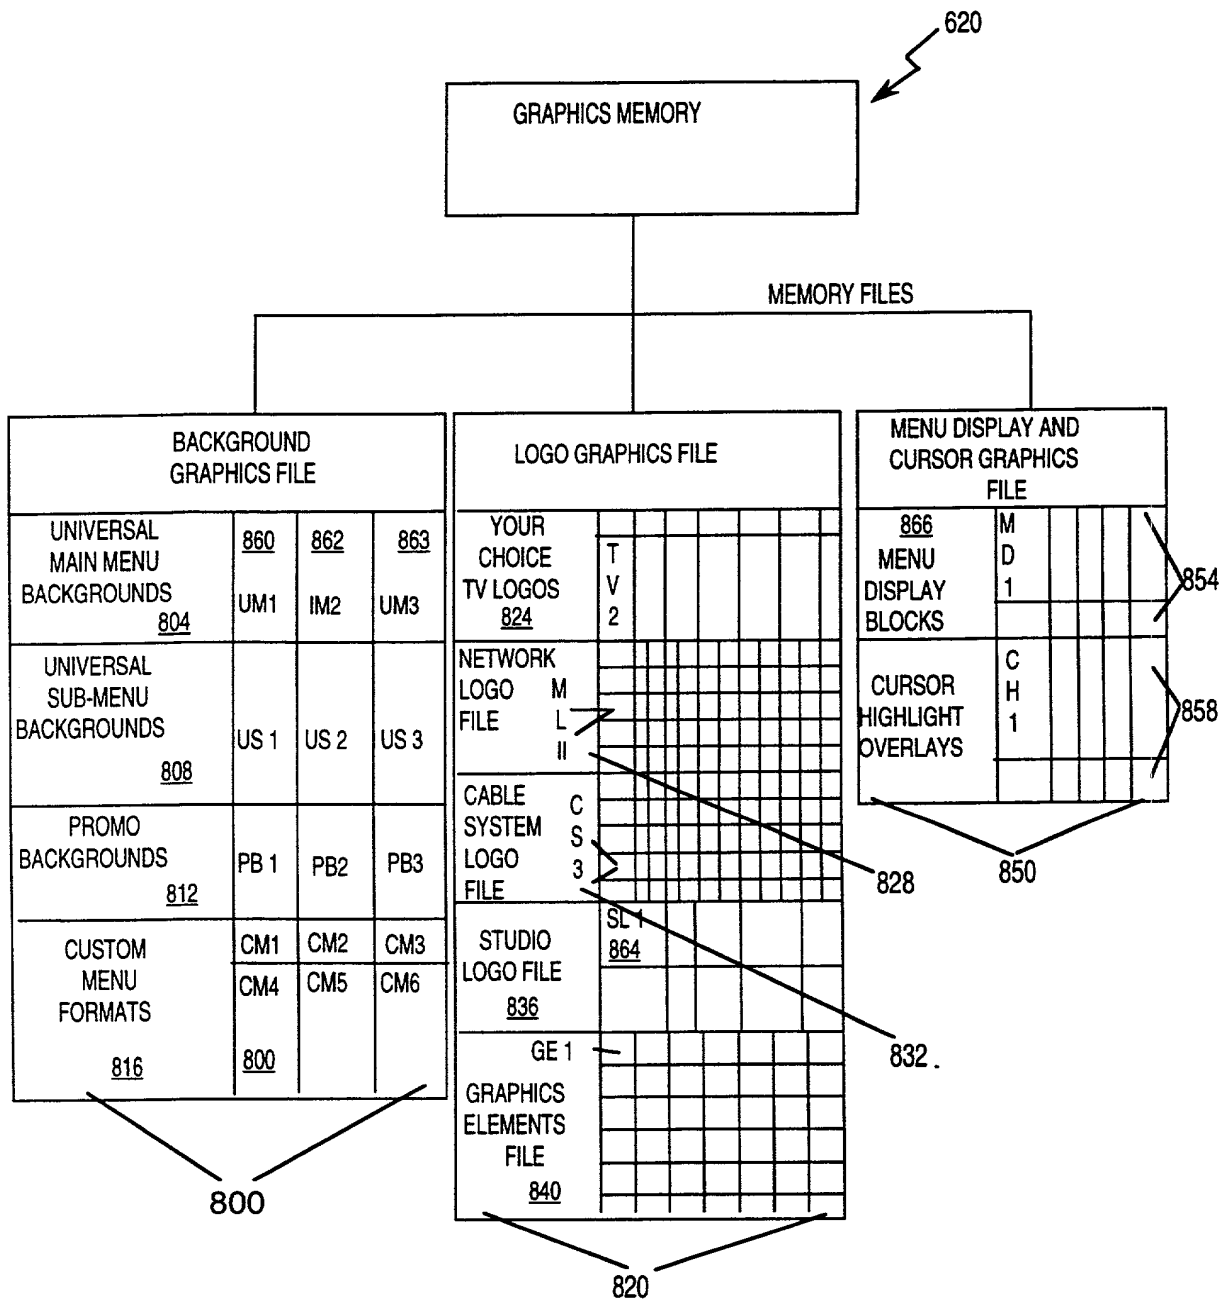 620
GRAPHICS MEMORY
MEMORY FILES
BACKGROUND
GRAPHICS FILE
UNIVERSAL
MAIN MENU
BACKGROUNDS
804
860 862 863
UM1 IM2 UM3
UNIVERSAL
SUB-MENU
BACKGROUNDS
808
US 1 US 2 US 3
PROMO
BACKGROUNDS
812
PB 1 PB2 PB3
CUSTOM
MENU
FORMATS
816
CM1 CM2 CM3
CM4 CM5 CM6
800
800
LOGO GRAPHICS FILE
YOUR
CHOICE
TV LOGOS
824
T
V
2
NETWORK
LOGO
FILE
M
L
II
CABLE
SYSTEM
LOGO
FILE
C
S
3
STUDIO
LOGO FILE
836
SL 1
864
GE 1
GRAPHICS
ELEMENTS
FILE
840
820
828
832.
MENU DISPLAY AND
CURSOR GRAPHICS
FILE
866
MENU
DISPLAY
BLOCKS
M
D
1
854
CURSOR
HIGHLIGHT
OVERLAYS
C
H
1
858
850